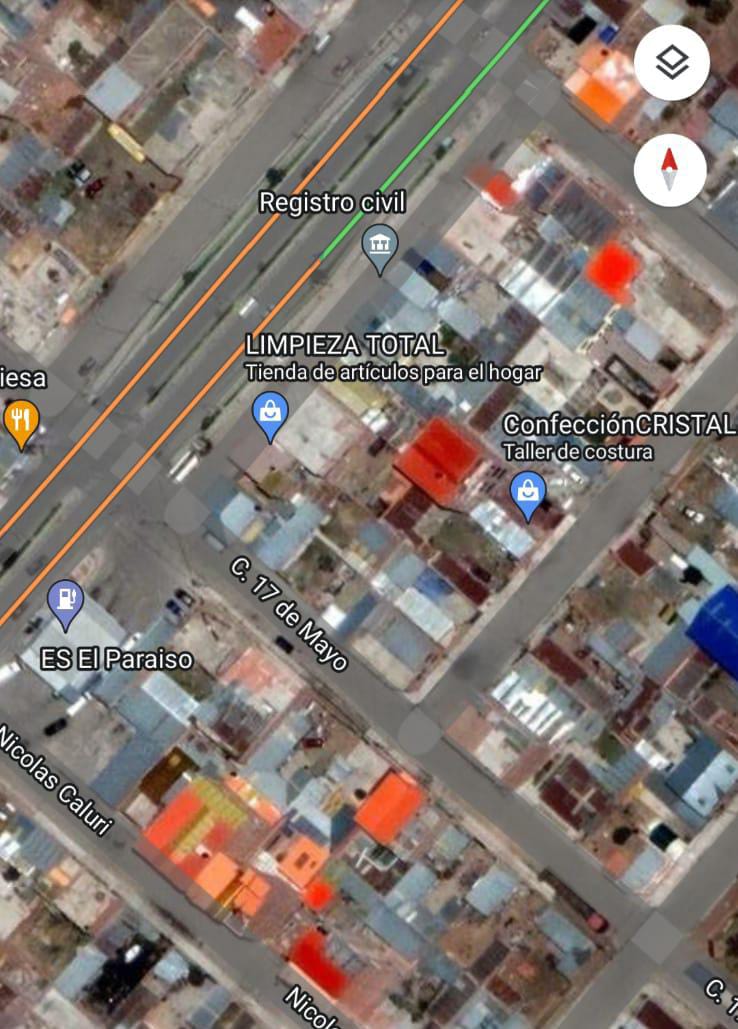 Registro civil
LIMPIEZA TOTAL
Tienda de artículos para el hogar
iesa
ConfecciónCRISTAL
Taller de costura
C. 17 de Mayo
ES El Paraiso
Nicolas Caluri
Nicol
C. 1